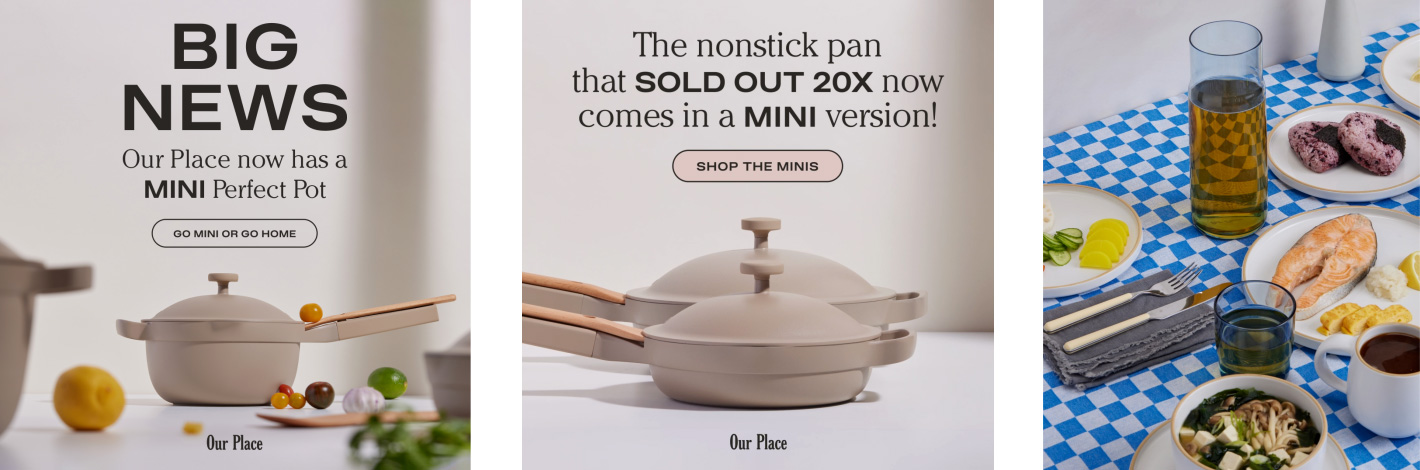 BIG
NEWS
Our Place now has a
MINI Perfect Pot
GO MINI OR GO HOME
Our Place
The nonstick pan
that SOLD OUT 20X now
comes in a MINI version!
SHOP THE MINIS
Our Place